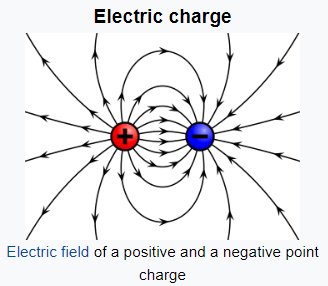 Electric charge
+
−
Electric field of a positive and a negative point
charge